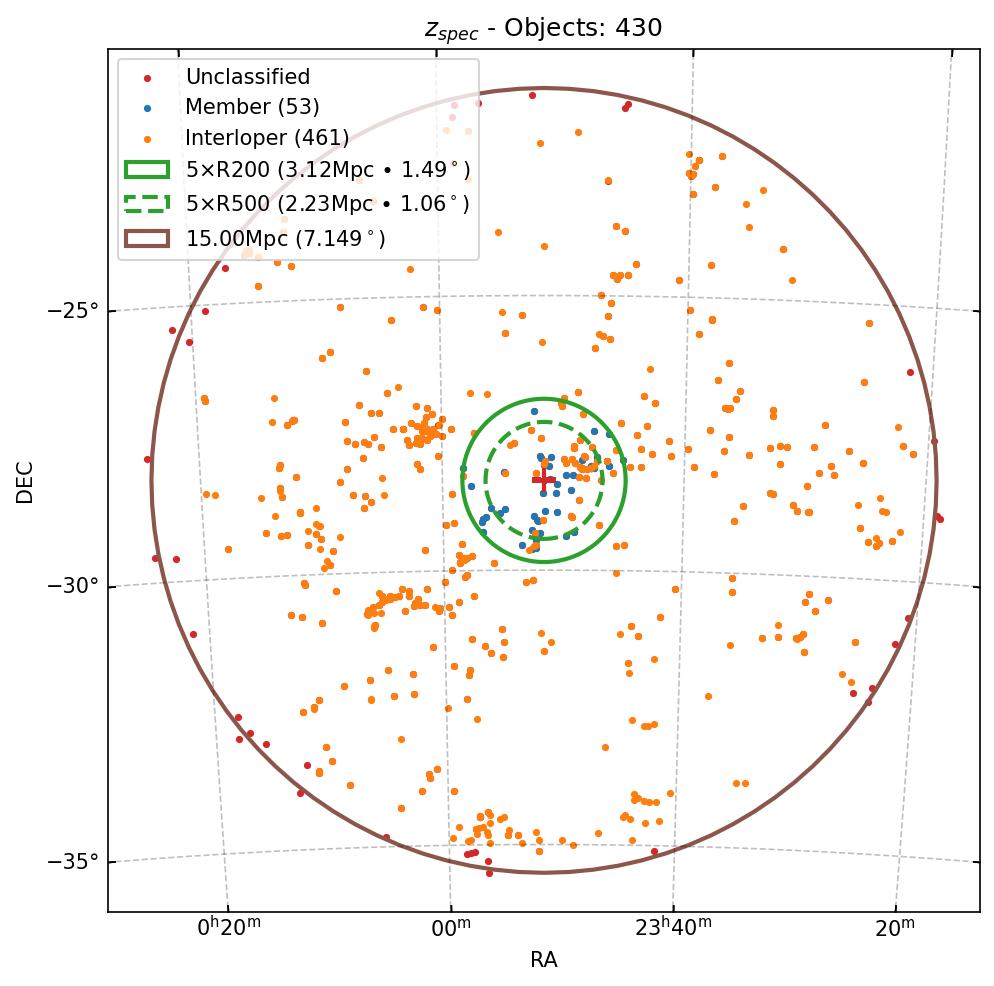 z_spec - Objects: 430
Unclassified
Member (53)
Interloper (461)
5×R200 (3.12Mpc • 1.49°)
5×R500 (2.23Mpc • 1.06°)
15.00Mpc (7.149°)
−25°
−30°
−35°
DEC
0h20m 00m 23h40m 20m
RA